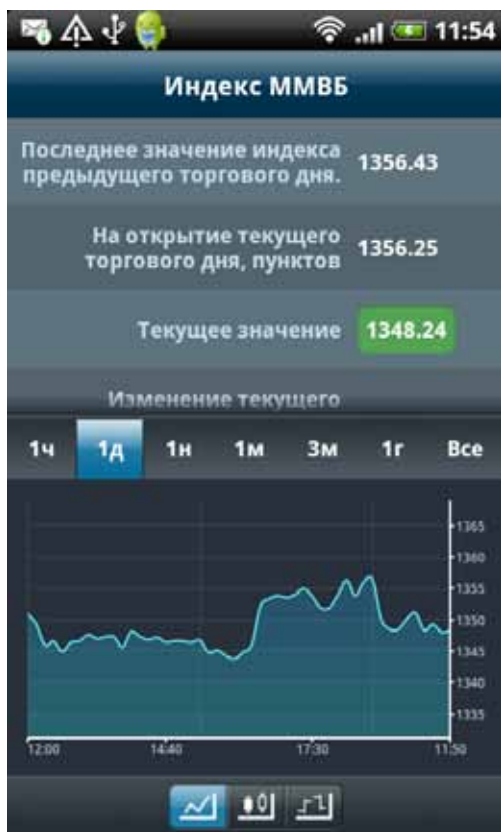 11:54
Индекс ММВБ
Последнее значение индекса
предыдущего торгового дня.
1356.43
На открытие текущего
торгового дня, пунктов
1356.25
Текущее значение
1348.24
Изменение текущего
1ч 1д 1н 1м 3м 1г Все
1365
1360
1355
1350
1345
1340
1335
12:00 14:40 17:30 11:50